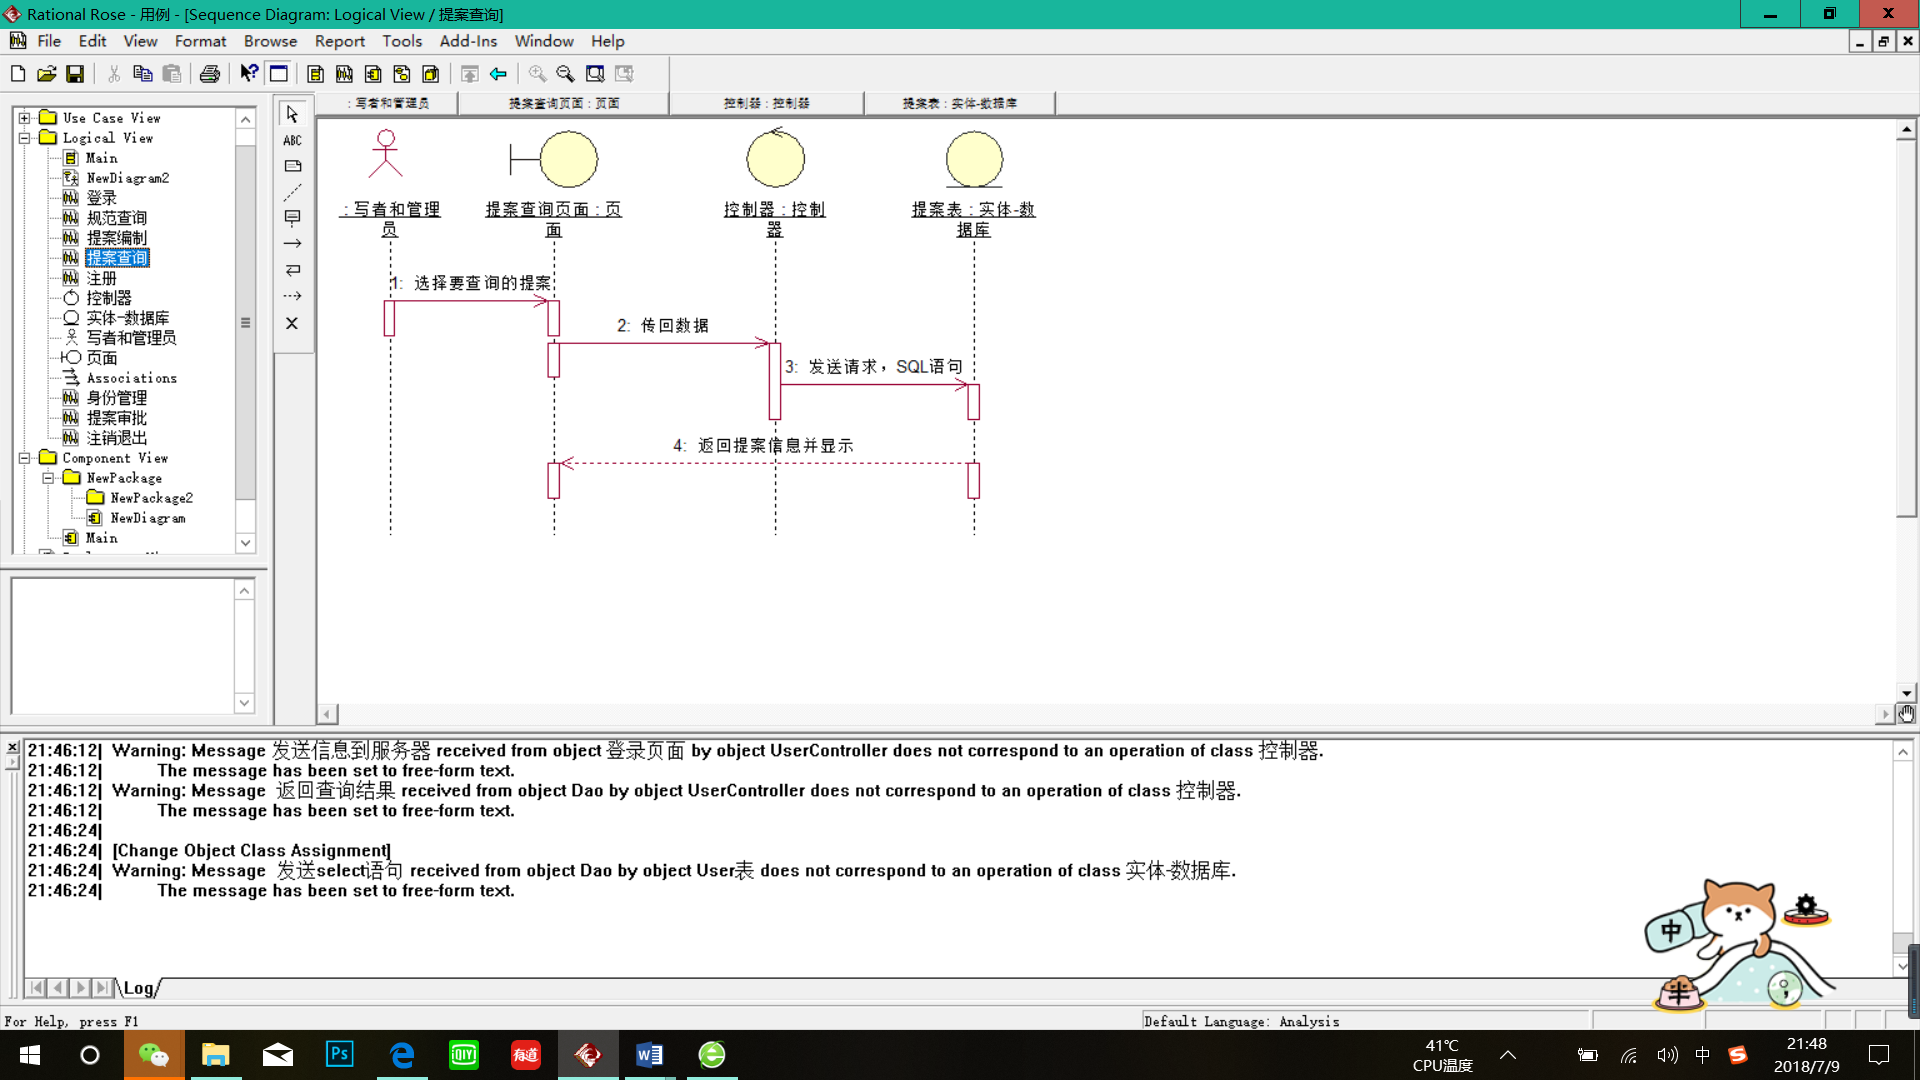 Rational Rose - 用例 - [Sequence Diagram: Logical View / 提案查询]
File Edit View Format Browse Report Tools Add-Ins Window Help
: 写者和管理员 提案查询页面 : 页面 控制器 : 控制器 提案表 : 实体-数据库
Use Case View
Logical View
Main
NewDiagram2
登录
规范查询
提案编制
提案查询
注册
控制器
实体-数据库
写者和管理员
页面
Associations
身份管理
提案审批
注销退出
Component View
NewPackage
NewPackage2
NewDiagram
Main
ABC
: 写者和管理
员
提案查询页面 : 页
面
控制器 : 控制
器
提案表 : 实体-数
据库
1: 选择要查询的提案
2: 传回数据
3: 发送请求，SQL语句
4: 返回提案信息并显示
21:46:12| Warning: Message 发送信息到服务器 received from object 登录页面 by object UserController does not correspond to an operation of class 控制器.
21:46:12| The message has been set to free-form text.
21:46:12| Warning: Message 返回查询结果 received from object Dao by object UserController does not correspond to an operation of class 控制器.
21:46:12| The message has been set to free-form text.
21:46:24|
21:46:24| [Change Object Class Assignment]
21:46:24| Warning: Message 发送select语句 received from object Dao by object User表 does not correspond to an operation of class 实体-数据库.
21:46:24| The message has been set to free-form text.
中
半
Log
For Help, press F1
Default Language: Analysis
Ps
QIY
有道
W
41℃
CPU温度
中
S
21:48
2018/7/9